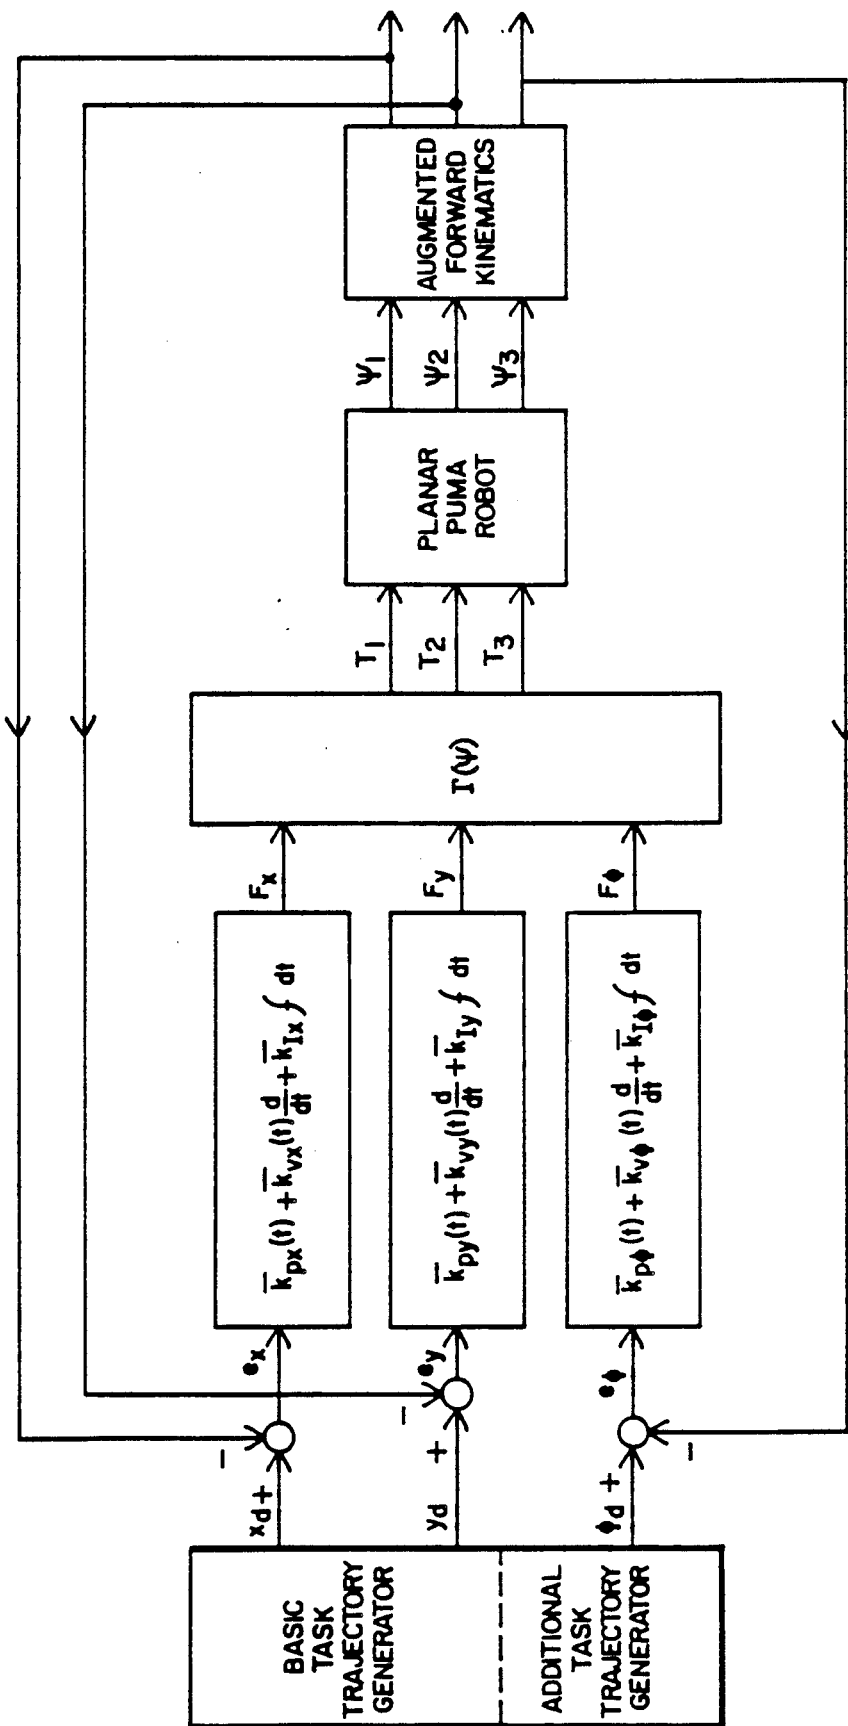 BASIC
TASK
TRAJECTORY
GENERATOR
ADDITIONAL
TASK
TRAJECTORY
GENERATOR
xd +
−
yd +
−
ϕd +
−
ex
ey
eϕ
k̄px(t) + k̄vx(t) d/dt + k̄Ix ∫ dt
k̄py(t) + k̄vy(t) d/dt + k̄Iy ∫ dt
k̄pϕ(t) + k̄vϕ(t) d/dt + k̄Iϕ ∫ dt
Fx
Fy
Fϕ
Γ(ψ)
T1
T2
T3
PLANAR
PUMA
ROBOT
Ψ1
Ψ2
Ψ3
AUGMENTED
FORWARD
KINEMATICS